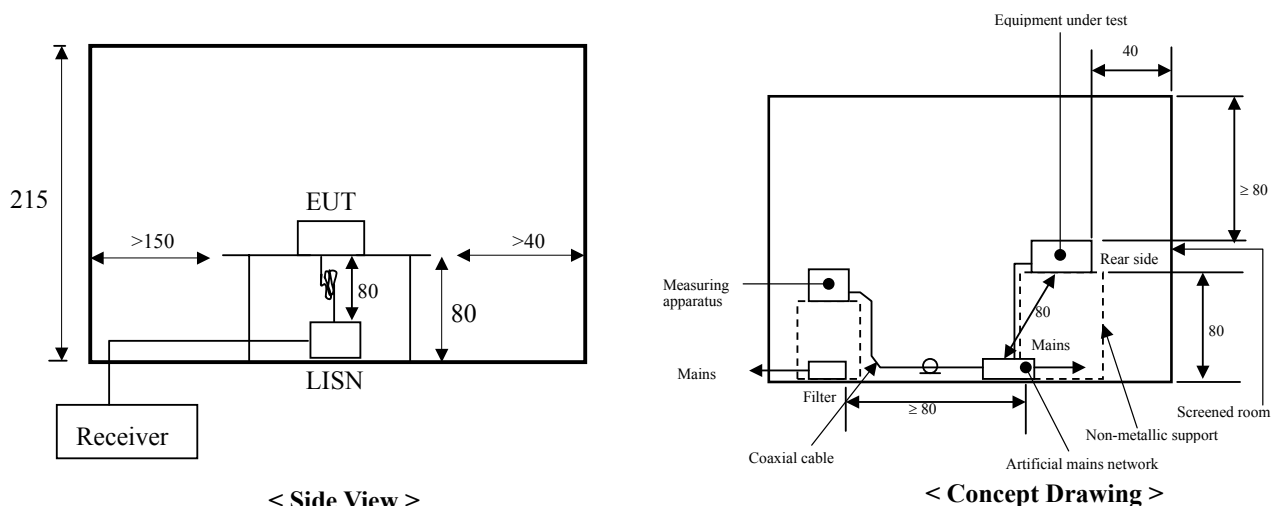 215
EUT
>150
>40
80
80
LISN
Receiver
< Side View >
Equipment under test
40
≥ 80
Rear side
Measuring
apparatus
80
80
Mains
Mains
Filter
≥ 80
Screened room
Non-metallic support
Coaxial cable
Artificial mains network
< Concept Drawing >